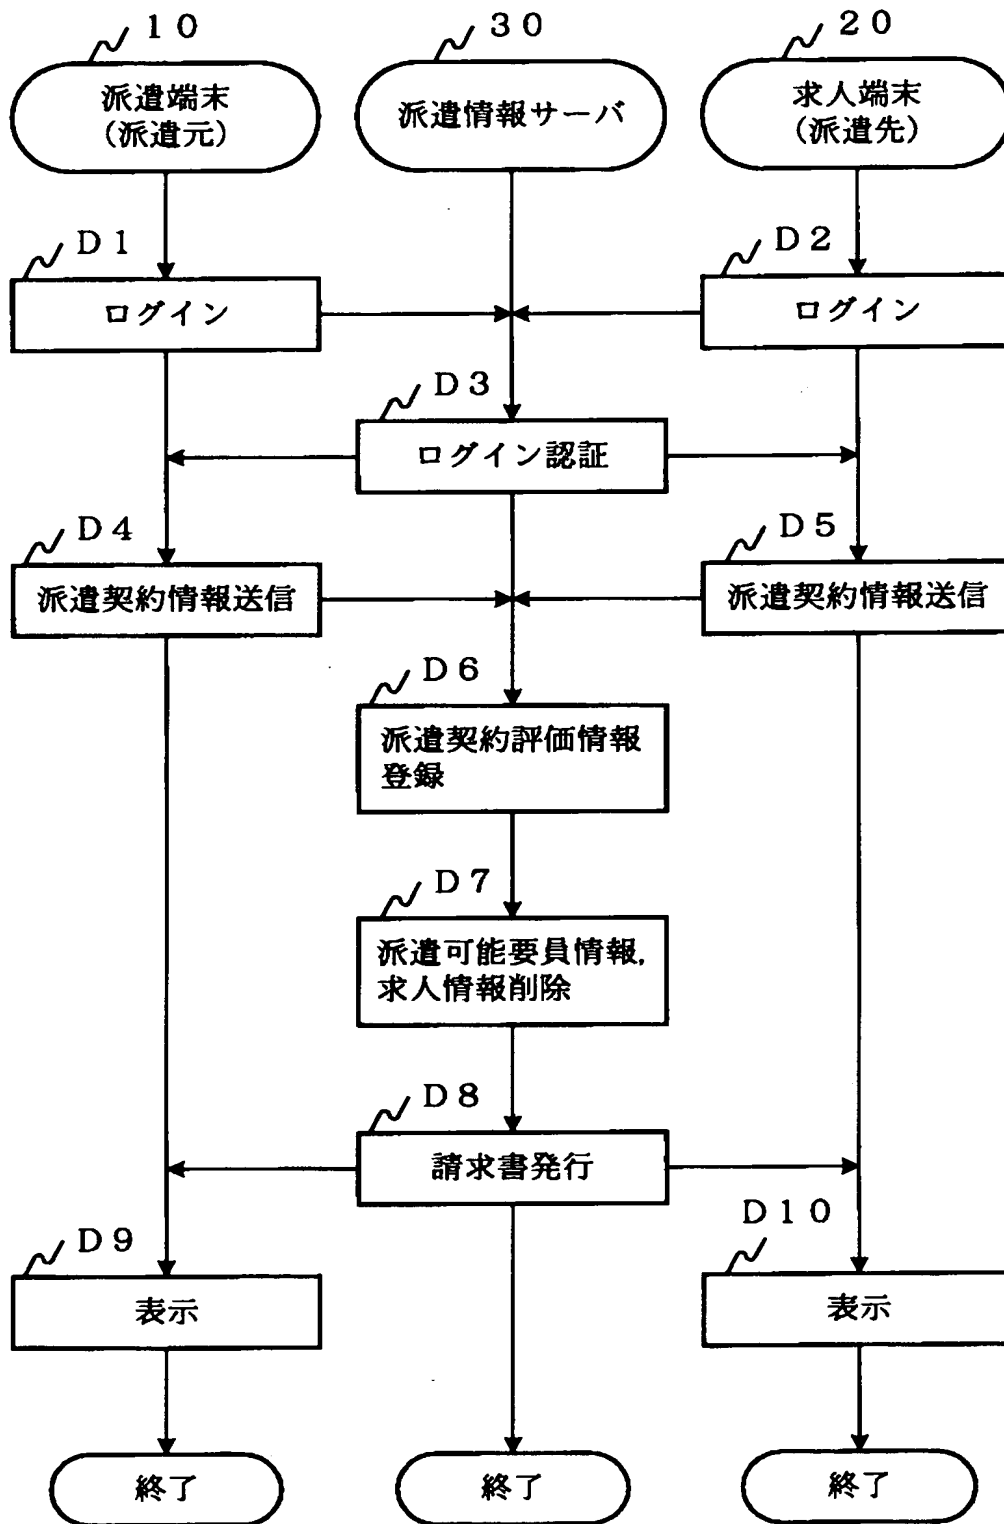 １０
３０
２０
派遣端末
(派遣元)
派遣情報サーバ
求人端末
(派遣先)
Ｄ１
Ｄ２
ログイン
ログイン
Ｄ３
ログイン認証
Ｄ４
Ｄ５
派遣契約情報送信
派遣契約情報送信
Ｄ６
派遣契約評価情報
登録
Ｄ７
派遣可能要員情報,
求人情報削除
Ｄ８
請求書発行
Ｄ９
Ｄ１０
表示
表示
終了
終了
終了